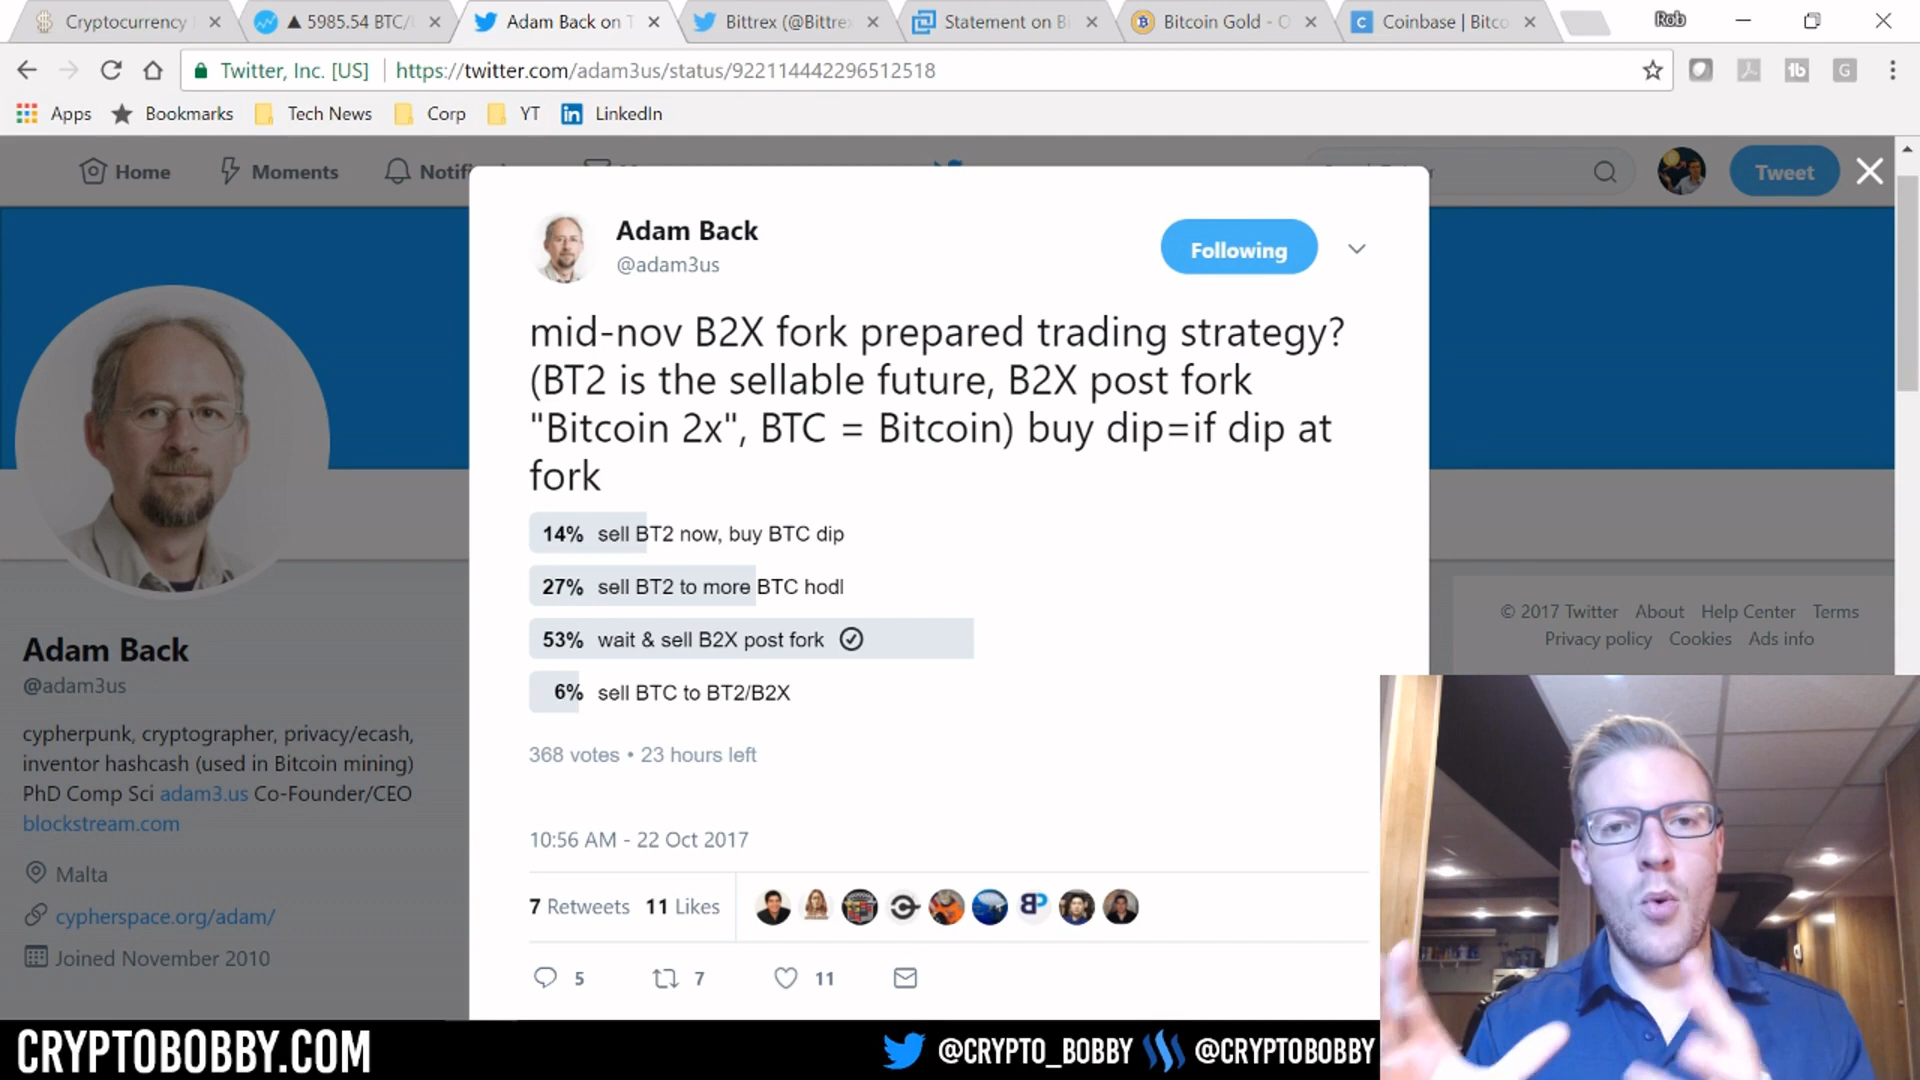 Cryptocurrency
▲ 5985.54 BTC/
Adam Back on T
Bittrex (@Bittre
Statement on Bi
Bitcoin Gold - O
Coinbase | Bitco
Rob
Twitter, Inc. [US]
https://twitter.com/adam3us/status/922114442296512518
Apps
Bookmarks
Tech News
Corp
YT
LinkedIn
Home
Moments
Notifi
Tweet
Adam Back
@adam3us
Following
mid-nov B2X fork prepared trading strategy?
(BT2 is the sellable future, B2X post fork
"Bitcoin 2x", BTC = Bitcoin) buy dip=if dip at
fork
14% sell BT2 now, buy BTC dip
27% sell BT2 to more BTC hodl
53% wait & sell B2X post fork
6% sell BTC to BT2/B2X
368 votes • 23 hours left
10:56 AM - 22 Oct 2017
7 Retweets 11 Likes
5 7 11
Adam Back
@adam3us
cypherpunk, cryptographer, privacy/ecash,
inventor hashcash (used in Bitcoin mining)
PhD Comp Sci adam3.us Co-Founder/CEO
blockstream.com
Malta
cypherspace.org/adam/
Joined November 2010
© 2017 Twitter About Help Center Terms
Privacy policy Cookies Ads info
CRYPTOBOBBY.COM
@CRYPTO_BOBBY
@CRYPTOBOBBY